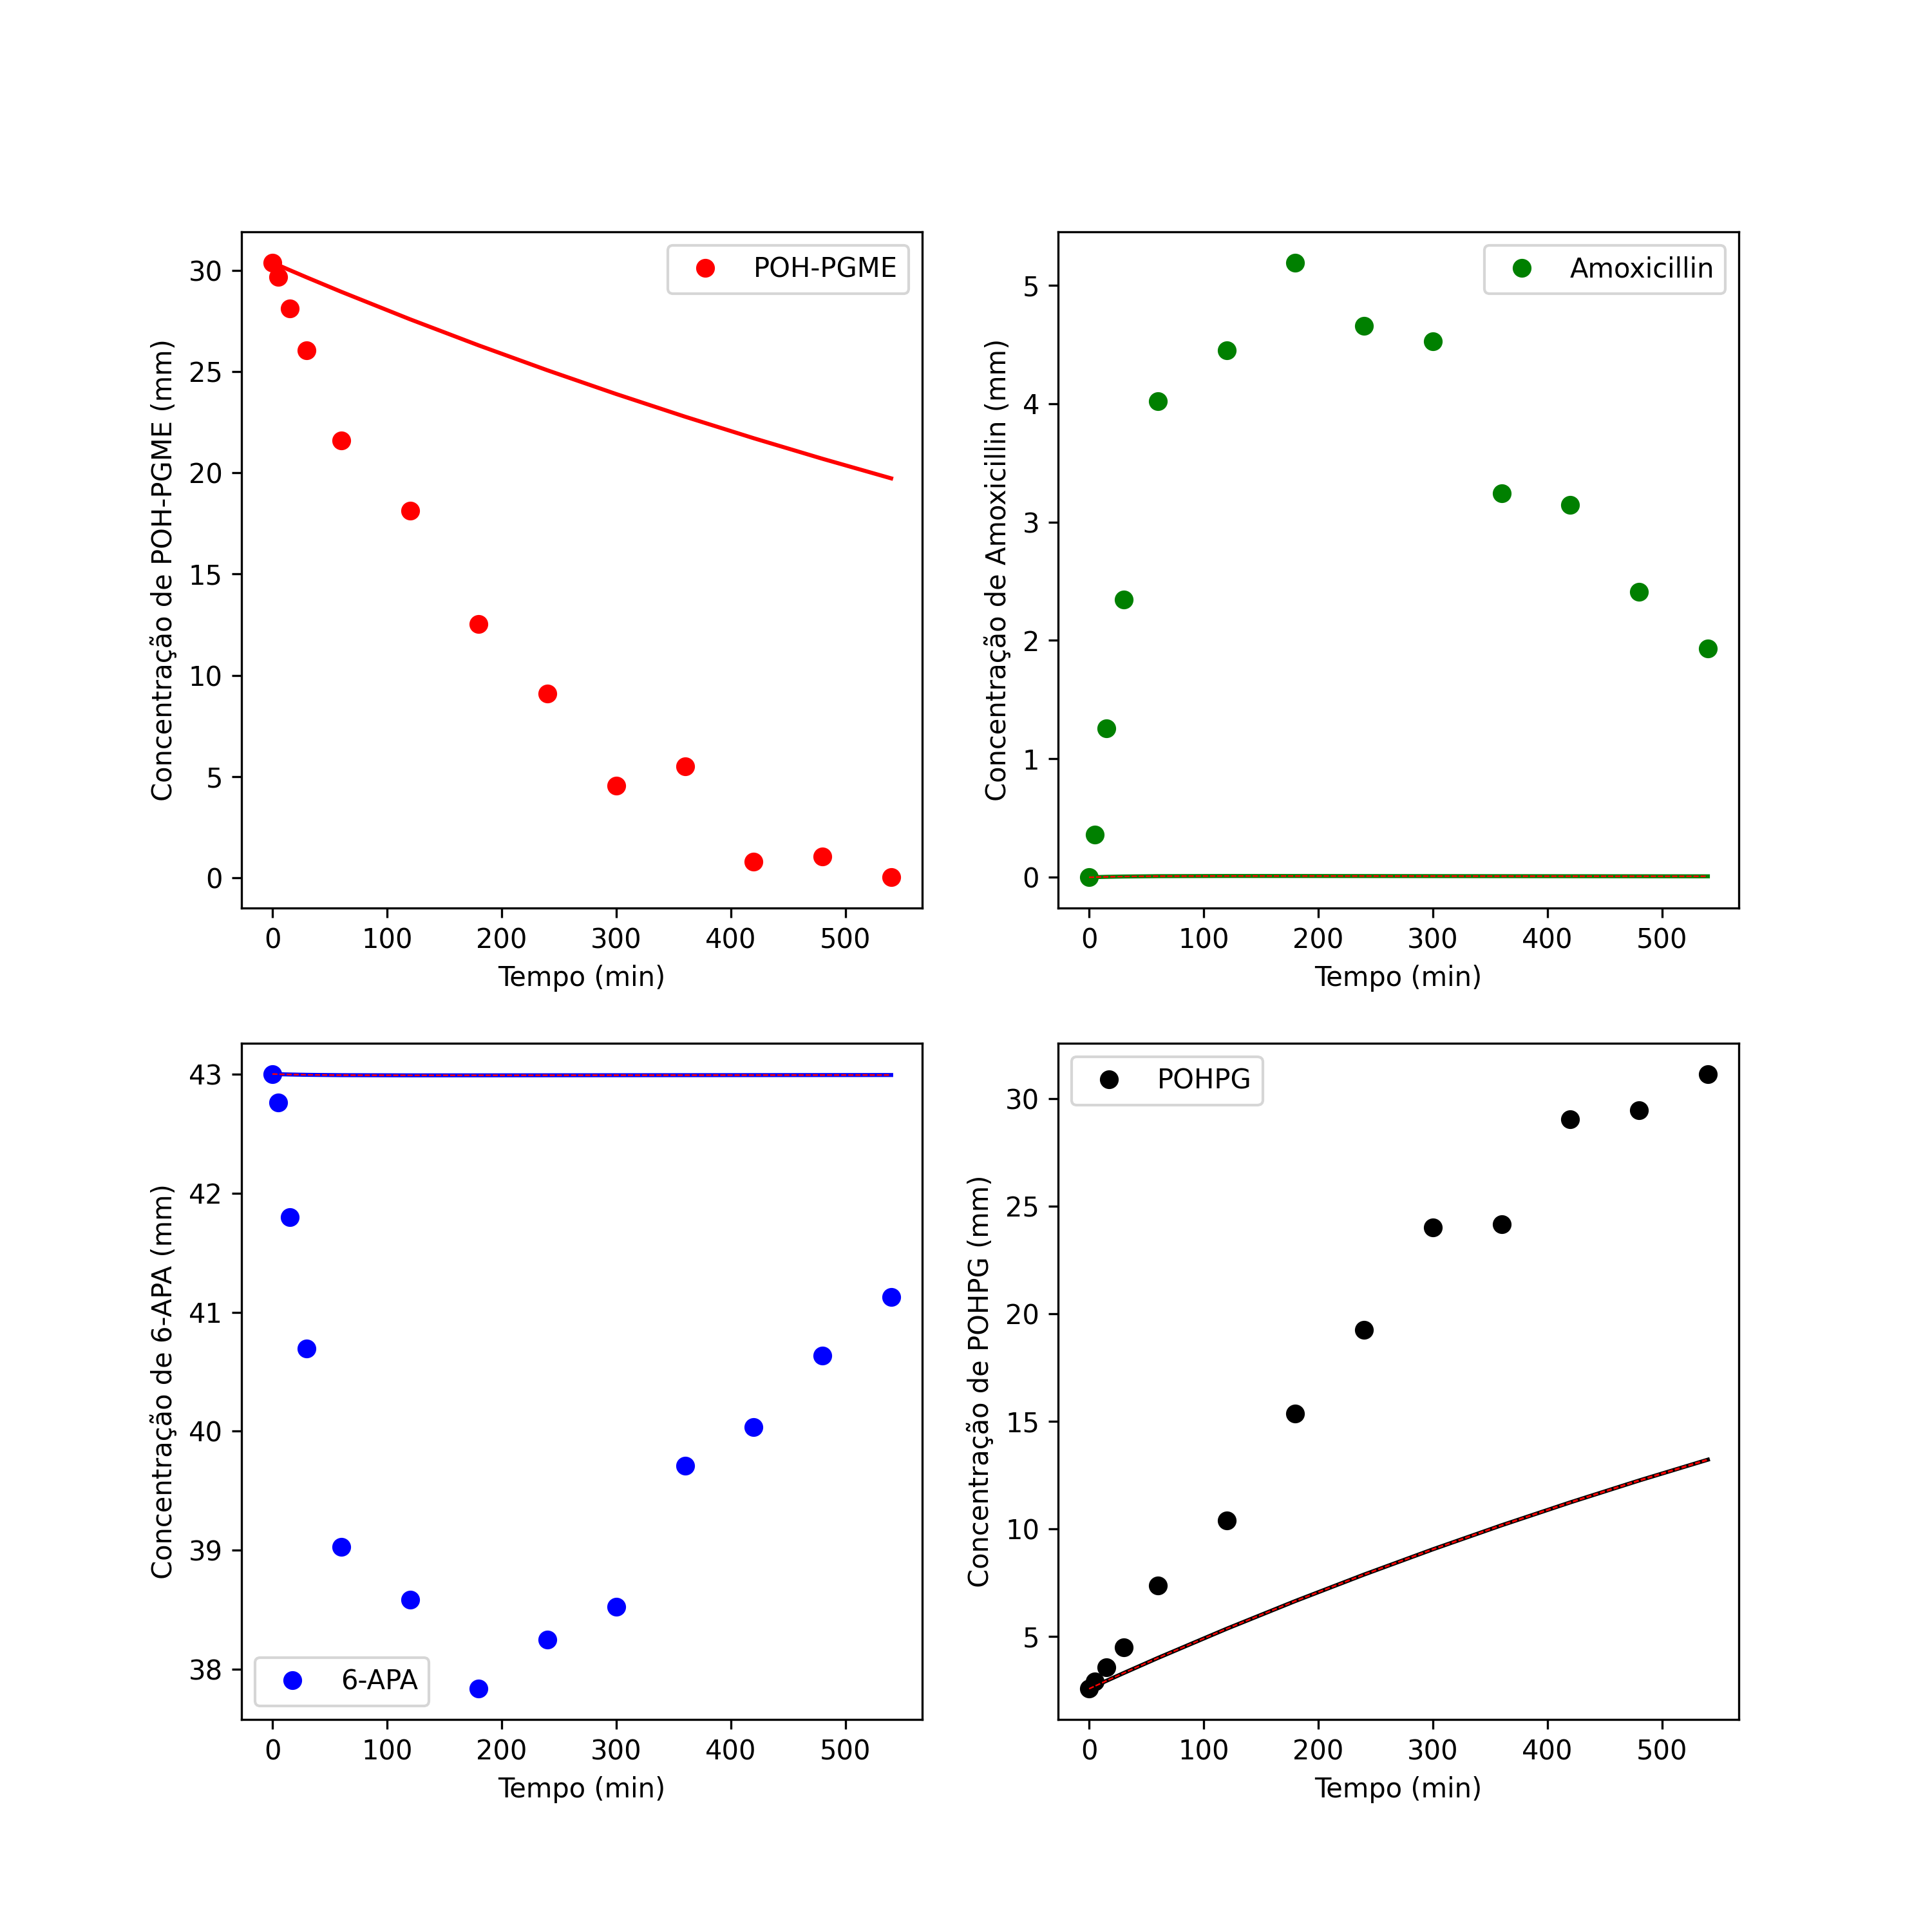 POH-PGME
Concentração de POH-PGME (mm)
30
25
20
15
10
5
0
0 100 200 300 400 500
Tempo (min)
Amoxicillin
Concentração de Amoxicillin (mm)
5
4
3
2
1
0
0 100 200 300 400 500
Tempo (min)
Concentração de 6-APA (mm)
43
42
41
40
39
38
6-APA
0 100 200 300 400 500
Tempo (min)
POHPG
Concentração de POHPG (mm)
30
25
20
15
10
5
0 100 200 300 400 500
Tempo (min)